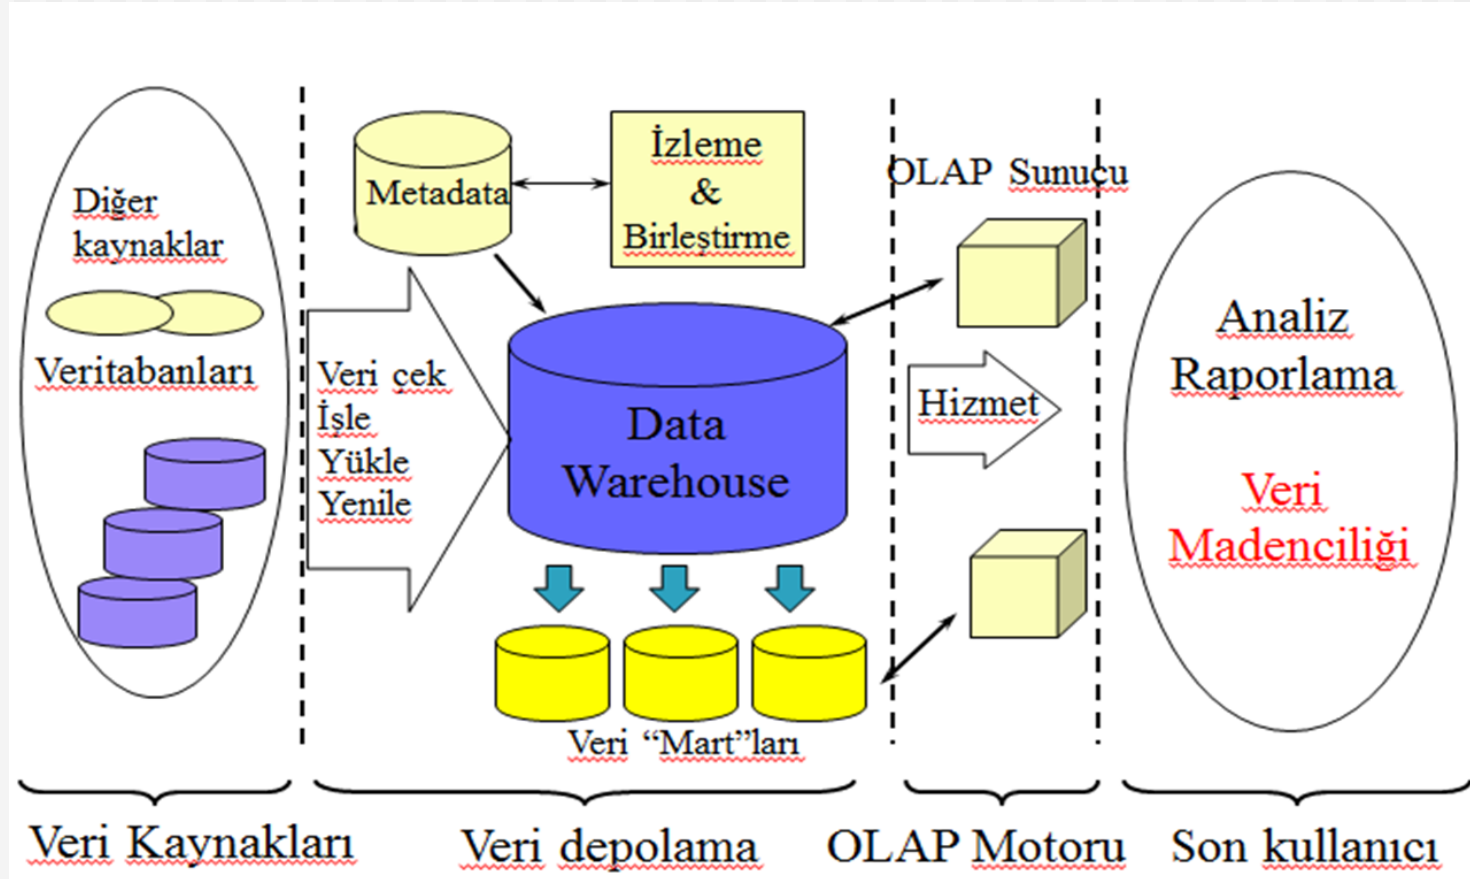 Diğer
kaynaklar
Veritabanları
Metadata
İzleme
&
Birleştirme
Veri çek
İşle
Yükle
Yenile
Data
Warehouse
Veri “Mart”ları
OLAP Sunucu
Hizmet
Analiz
Raporlama
Veri
Madenciliği
Veri Kaynakları
Veri depolama
OLAP Motoru
Son kullanıcı